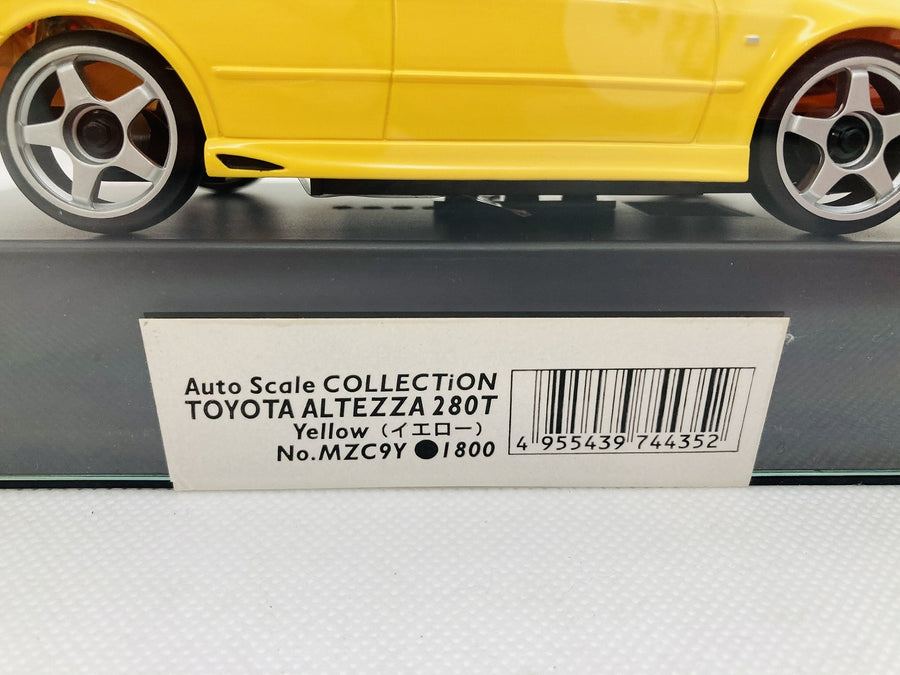 Auto Scale COLLECTiON
TOYOTA ALTEZZA 280T
Yellow (イエロー)
No.MZC9Y ●1800
4 955439 744352